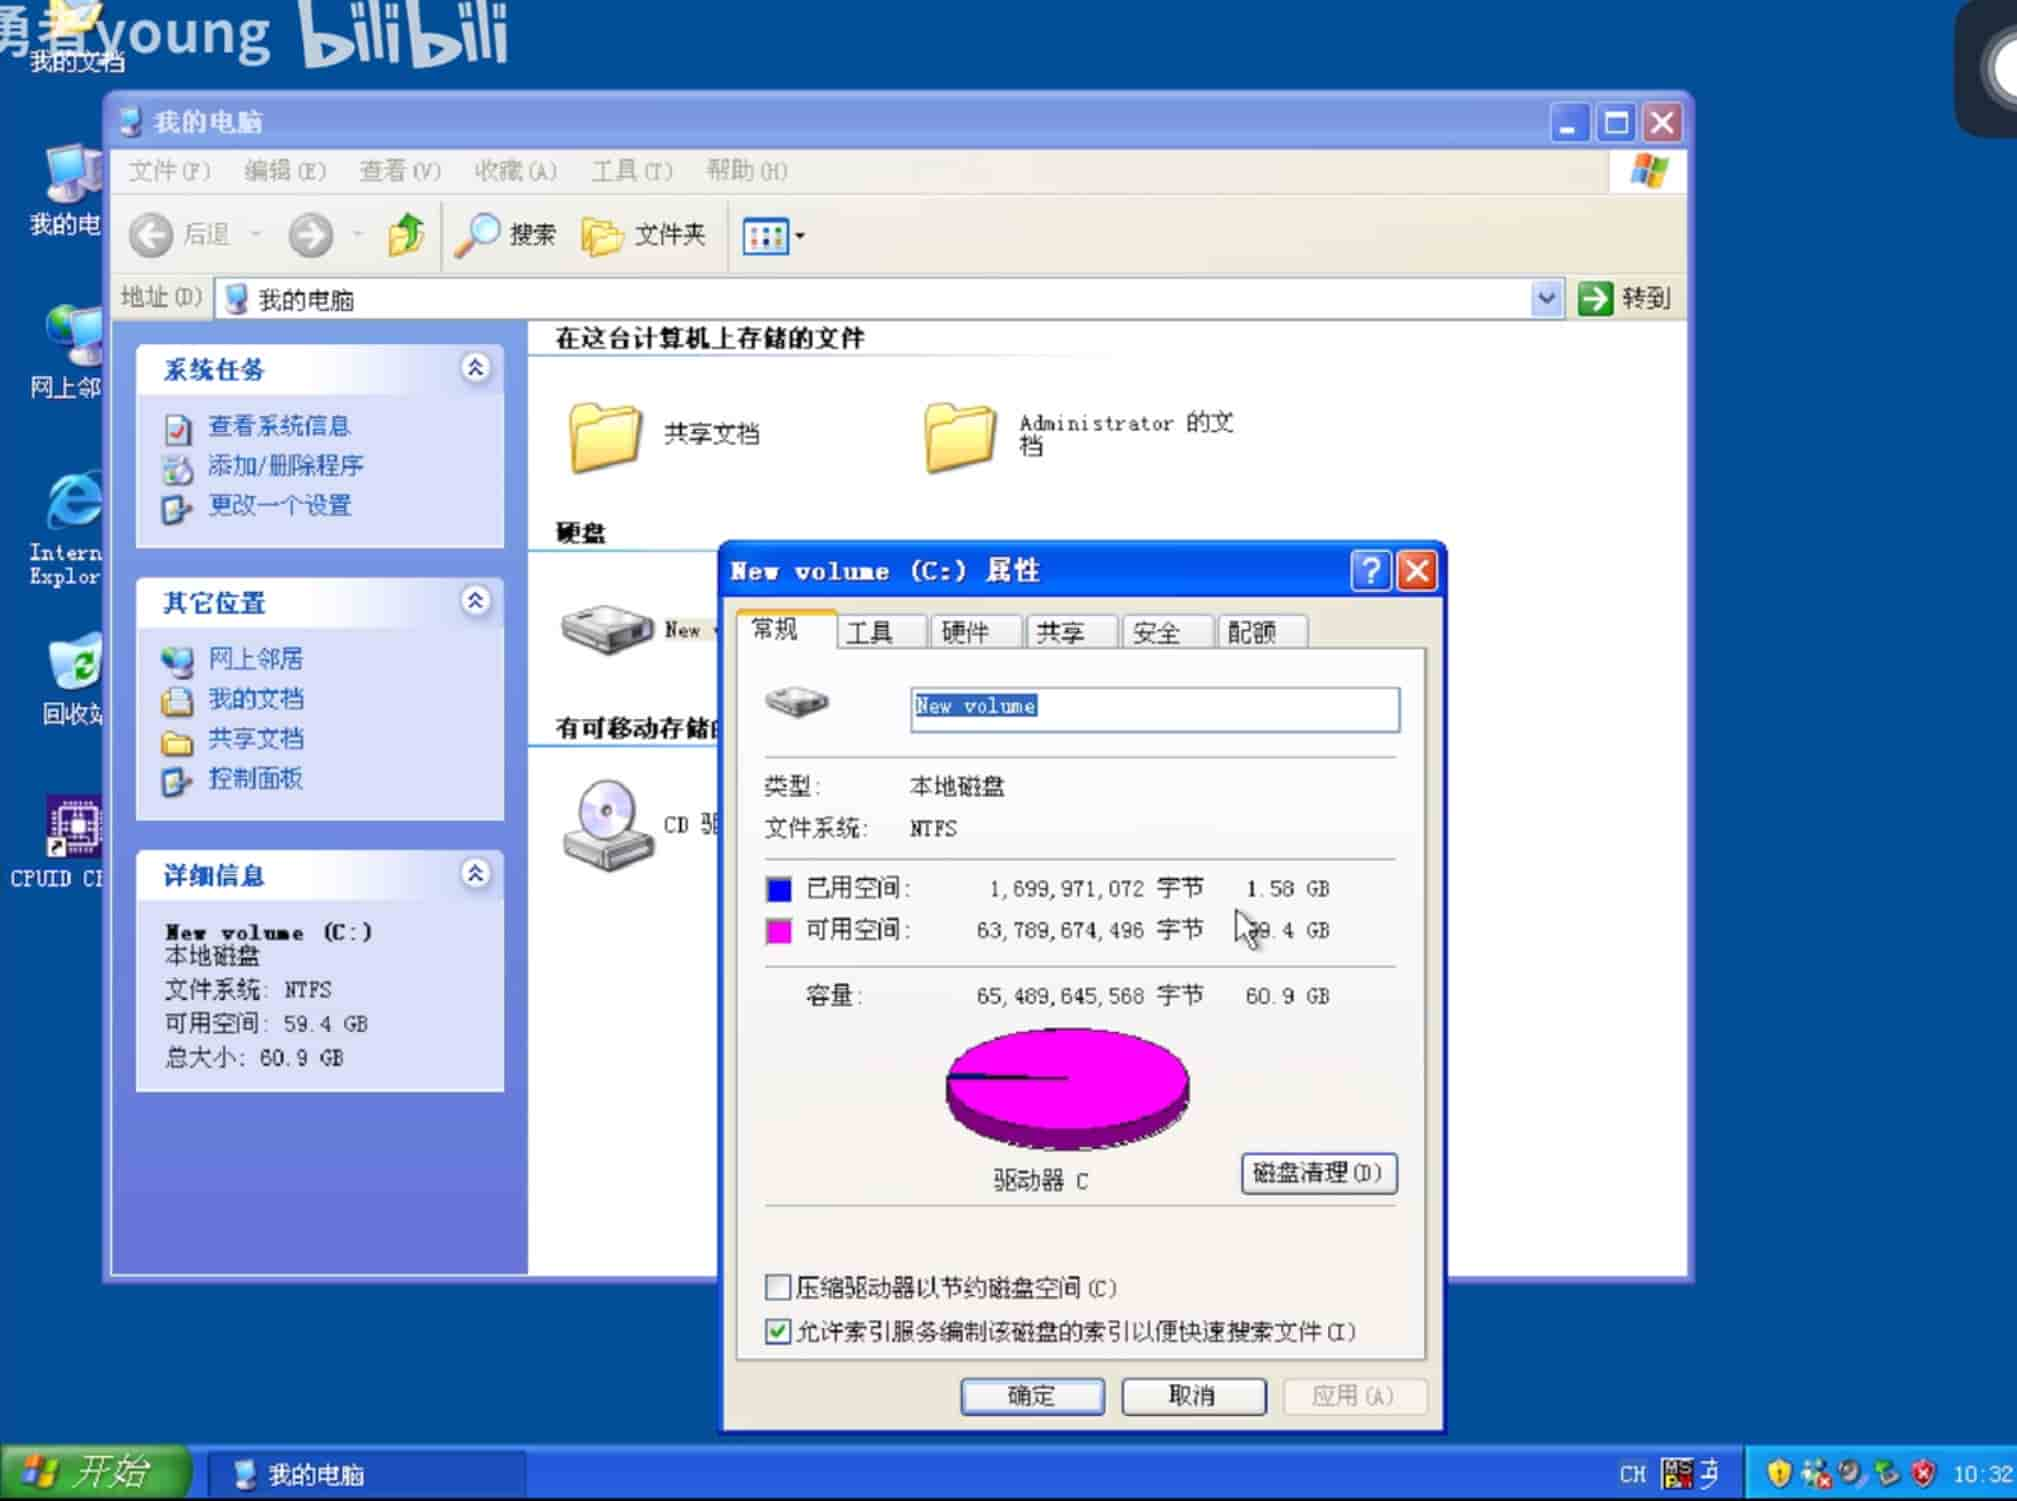 勇者young bilibili
我的文档
我的电脑
文件(F) 编辑(E) 查看(V) 收藏(A) 工具(T) 帮助(H)
我的电
后退 搜索 文件夹
地址(D) 我的电脑 转到
网上邻
Intern
Explor
回收站
CPUID
系统任务
查看系统信息
添加/删除程序
更改一个设置
其它位置
网上邻居
我的文档
共享文档
控制面板
详细信息
New volume (C:)
本地磁盘
文件系统: NTFS
可用空间: 59.4 GB
总大小: 60.9 GB
在这台计算机上存储的文件
共享文档
Administrator 的文
档
硬盘
New
有可移动存储
CD
New volume (C:) 属性
常规 工具 硬件 共享 安全 配额
New volume
类型: 本地磁盘
文件系统: NTFS
已用空间: 1,699,971,072 字节 1.58 GB
可用空间: 63,789,674,496 字节 59.4 GB
容量: 65,489,645,568 字节 60.9 GB
驱动器 C
磁盘清理(D)
压缩驱动器以节约磁盘空间(C)
允许索引服务编制该磁盘的索引以便快速搜索文件(I)
确定 取消 应用(A)
开始 我的电脑 CH 10:32